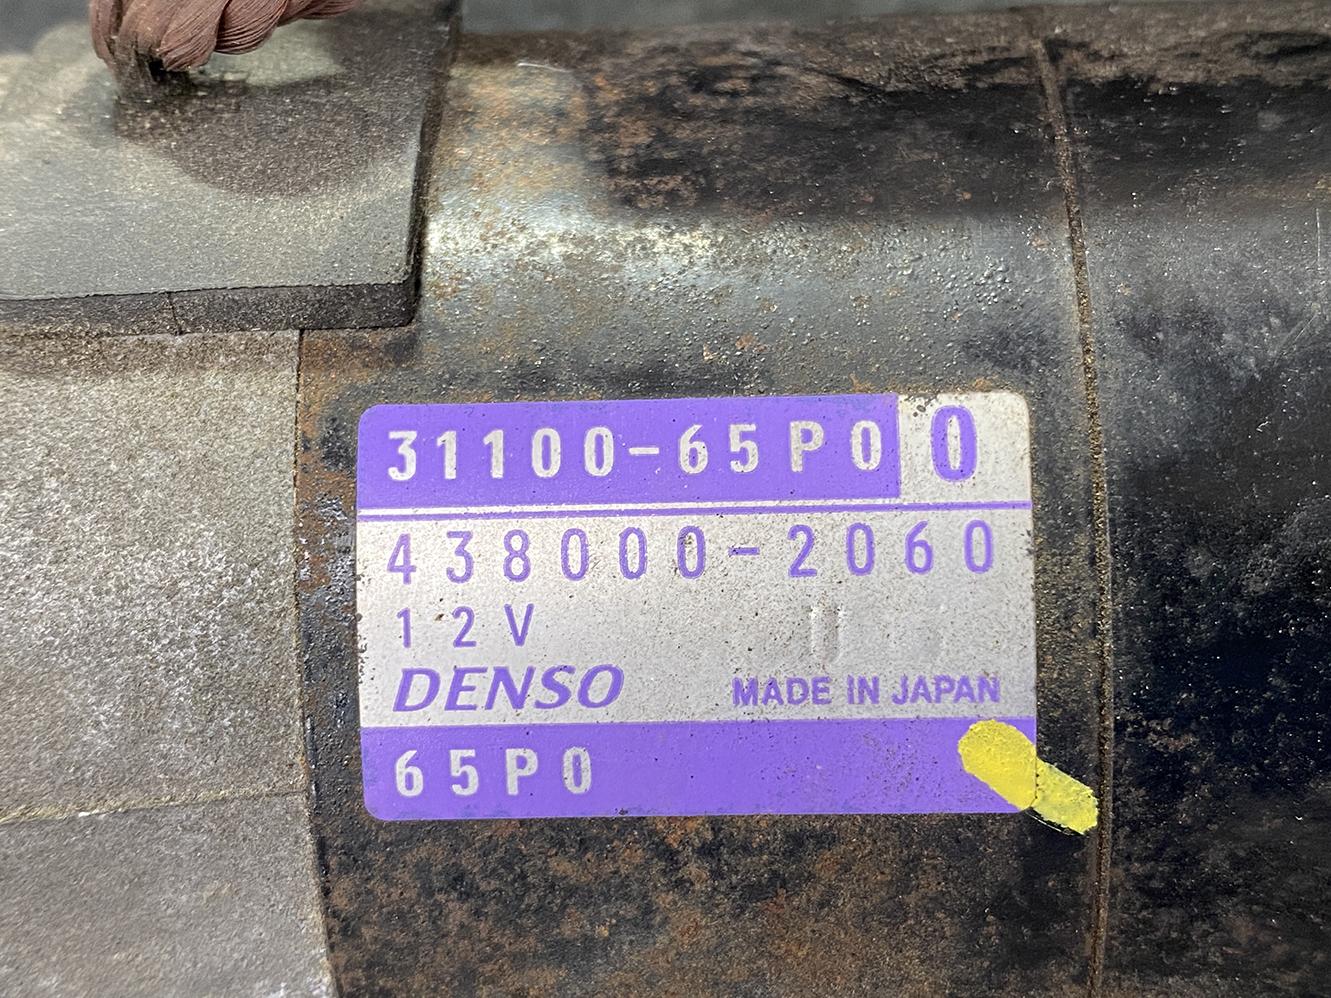 31100-65P0 0
438000-2060
12V
DENSO MADE IN JAPAN
65P0